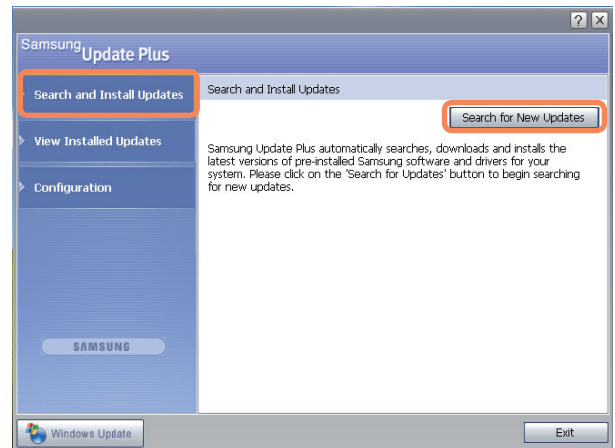 Samsung Update Plus
Search and Install Updates
View Installed Updates
Configuration
SAMSUNG
Windows Update
Search and Install Updates
Search for New Updates
Samsung Update Plus automatically searches, downloads and installs the
latest versions of pre-installed Samsung software and drivers for your
system. Please click on the 'Search for Updates' button to begin searching
for new updates.
Exit